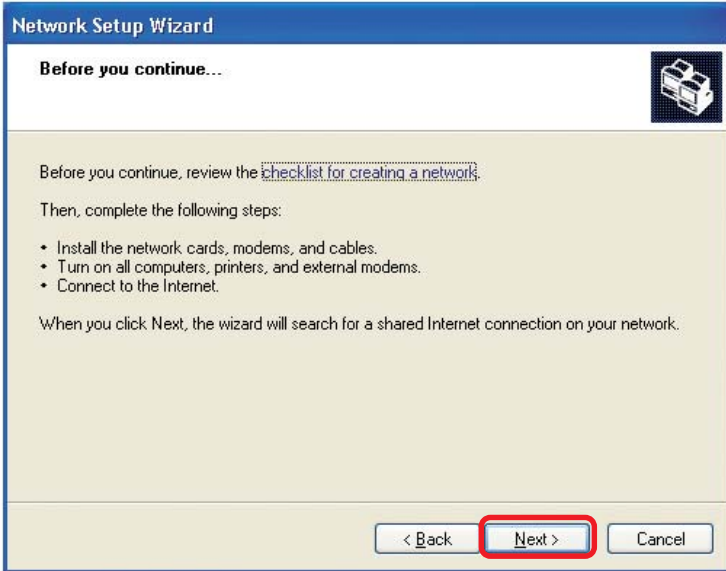 Network Setup Wizard
Before you continue...
Before you continue, review the checklist for creating a network.
Then, complete the following steps:
• Install the network cards, modems, and cables.
• Turn on all computers, printers, and external modems.
• Connect to the Internet.
When you click Next, the wizard will search for a shared Internet connection on your network.
< Back Next > Cancel